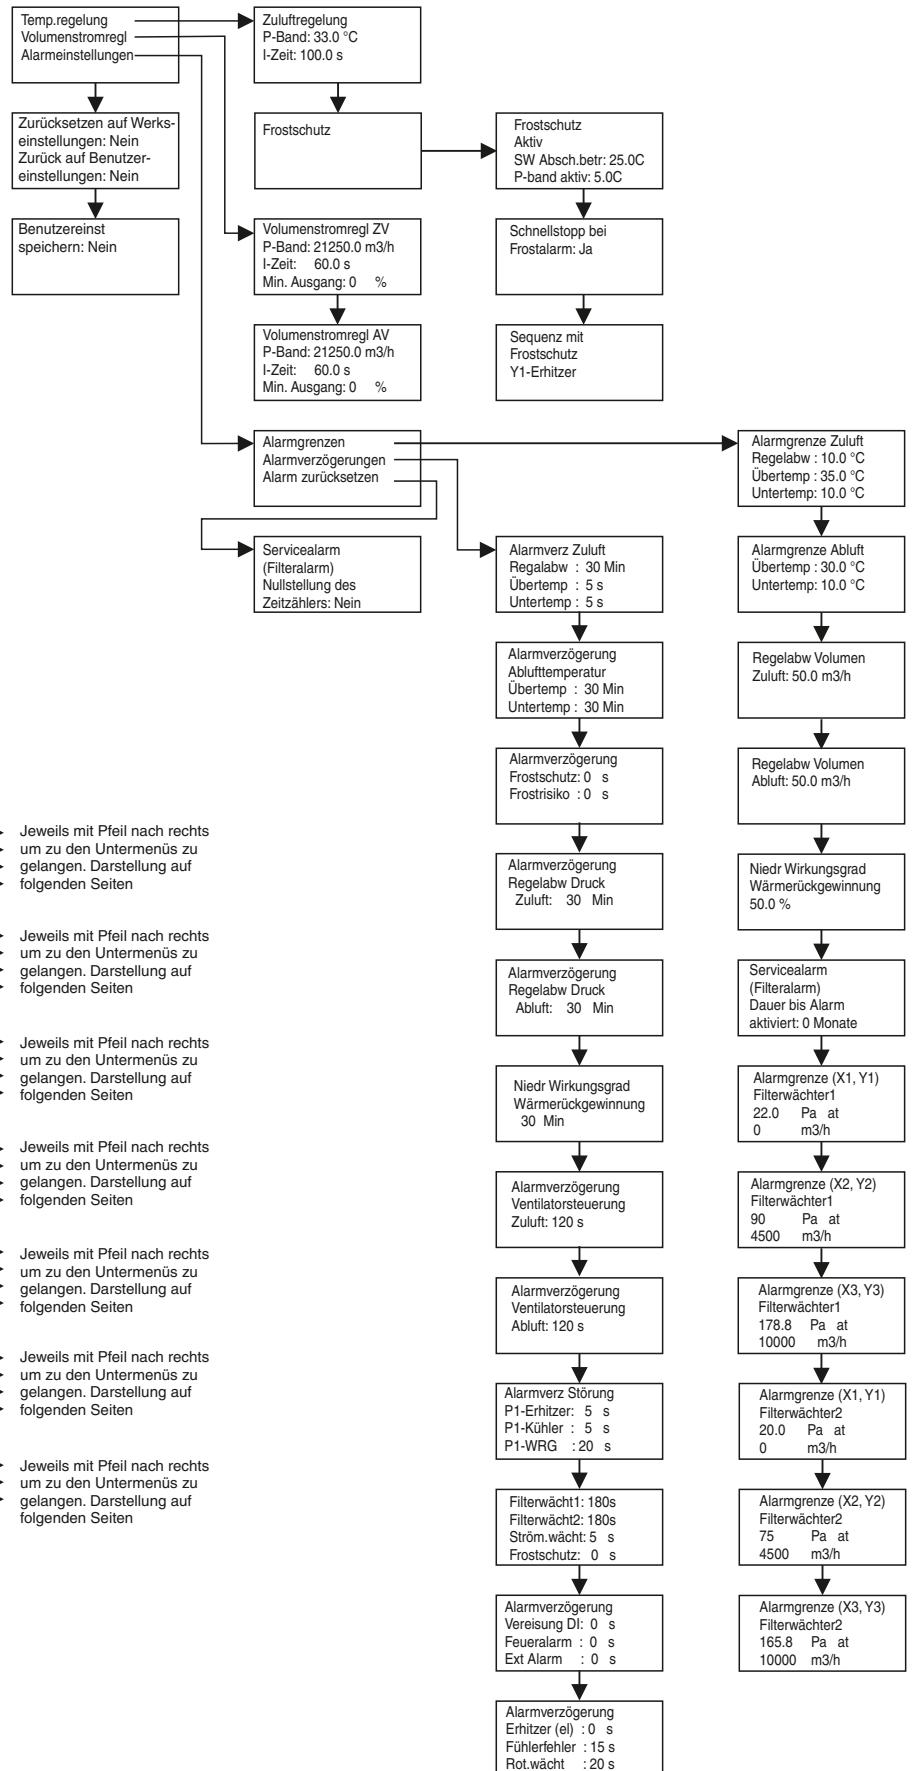 Temp.regelung
Volumenstromregl
Alarmeinstellungen
Zurücksetzen auf Werks-
einstellungen: Nein
Zurück auf Benutzer-
einstellungen: Nein
Benutzereinst
speichern: Nein
Zuluftregelung
P-Band: 33.0 °C
I-Zeit: 100.0 s
Frostschutz
Frostschutz
Aktiv
SW Absch.betr: 25.0C
P-band aktiv: 5.0C
Schnellstopp bei
Frostalarm: Ja
Sequenz mit
Frostschutz
Y1-Erhitzer
Volumenstromregl ZV
P-Band: 21250.0 m3/h
I-Zeit: 60.0 s
Min. Ausgang: 0 %
Volumenstromregl AV
P-Band: 21250.0 m3/h
I-Zeit: 60.0 s
Min. Ausgang: 0 %
Alarmgrenzen
Alarmverzögerungen
Alarm zurücksetzen
Servicealarm
(Filteralarm)
Nullstellung des
Zeitzählers: Nein
Alarmverz Zuluft
Regalabw : 30 Min
Übertemp : 5 s
Untertemp : 5 s
Alarmverzögerung
Ablufttemperatur
Übertemp : 30 Min
Untertemp : 30 Min
Alarmverzögerung
Frostschutz: 0 s
Frostrisiko : 0 s
Alarmverzögerung
Regelabw Druck
Zuluft: 30 Min
Alarmverzögerung
Regelabw Druck
Abluft: 30 Min
Niedr Wirkungsgrad
Wärmerückgewinnung
30 Min
Alarmverzögerung
Ventilatorsteuerung
Zuluft: 120 s
Alarmverzögerung
Ventilatorsteuerung
Abluft: 120 s
Alarmverz Störung
P1-Erhitzer: 5 s
P1-Kühler : 5 s
P1-WRG : 20 s
Filterwächt1: 180s
Filterwächt2: 180s
Ström.wächt: 5 s
Frostschutz: 0 s
Alarmverzögerung
Vereisung DI: 0 s
Feueralarm : 0 s
Ext Alarm : 0 s
Alarmverzögerung
Erhitzer (el) : 0 s
Fühlerfehler : 15 s
Rot.wächt : 20 s
Alarmgrenze Zuluft
Regelabw : 10.0 °C
Übertemp : 35.0 °C
Untertemp: 10.0 °C
Alarmgrenze Abluft
Übertemp : 30.0 °C
Untertemp: 10.0 °C
Regelabw Volumen
Zuluft: 50.0 m3/h
Regelabw Volumen
Abluft: 50.0 m3/h
Niedr Wirkungsgrad
Wärmerückgewinnung
50.0 %
Servicealarm
(Filteralarm)
Dauer bis Alarm
aktiviert: 0 Monate
Alarmgrenze (X1, Y1)
Filterwächter1
22.0 Pa at
0 m3/h
Alarmgrenze (X2, Y2)
Filterwächter1
90 Pa at
4500 m3/h
Alarmgrenze (X3, Y3)
Filterwächter1
178.8 Pa at
10000 m3/h
Alarmgrenze (X1, Y1)
Filterwächter2
20.0 Pa at
0 m3/h
Alarmgrenze (X2, Y2)
Filterwächter2
75 Pa at
4500 m3/h
Alarmgrenze (X3, Y3)
Filterwächter2
165.8 Pa at
10000 m3/h
Jeweils mit Pfeil nach rechts
um zu den Untermenüs zu
gelangen. Darstellung auf
folgenden Seiten
Jeweils mit Pfeil nach rechts
um zu den Untermenüs zu
gelangen. Darstellung auf
folgenden Seiten
Jeweils mit Pfeil nach rechts
um zu den Untermenüs zu
gelangen. Darstellung auf
folgenden Seiten
Jeweils mit Pfeil nach rechts
um zu den Untermenüs zu
gelangen. Darstellung auf
folgenden Seiten
Jeweils mit Pfeil nach rechts
um zu den Untermenüs zu
gelangen. Darstellung auf
folgenden Seiten
Jeweils mit Pfeil nach rechts
um zu den Untermenüs zu
gelangen. Darstellung auf
folgenden Seiten
Jeweils mit Pfeil nach rechts
um zu den Untermenüs zu
gelangen. Darstellung auf
folgenden Seiten